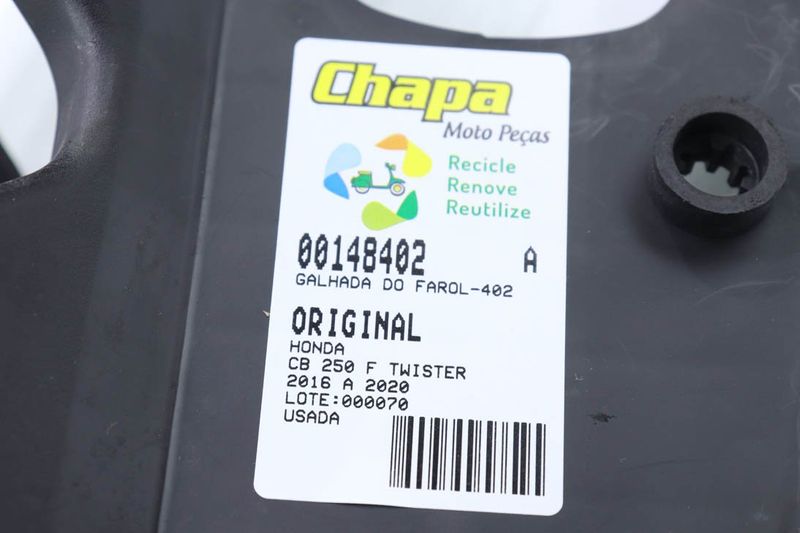 Chapa
Moto Peças
Recicle
Renove
Reutilize
00148402 A
GALHADA DO FAROL-402
ORIGINAL
HONDA
CB 250 F TWISTER
2016 A 2020
LOTE:000070
USADA